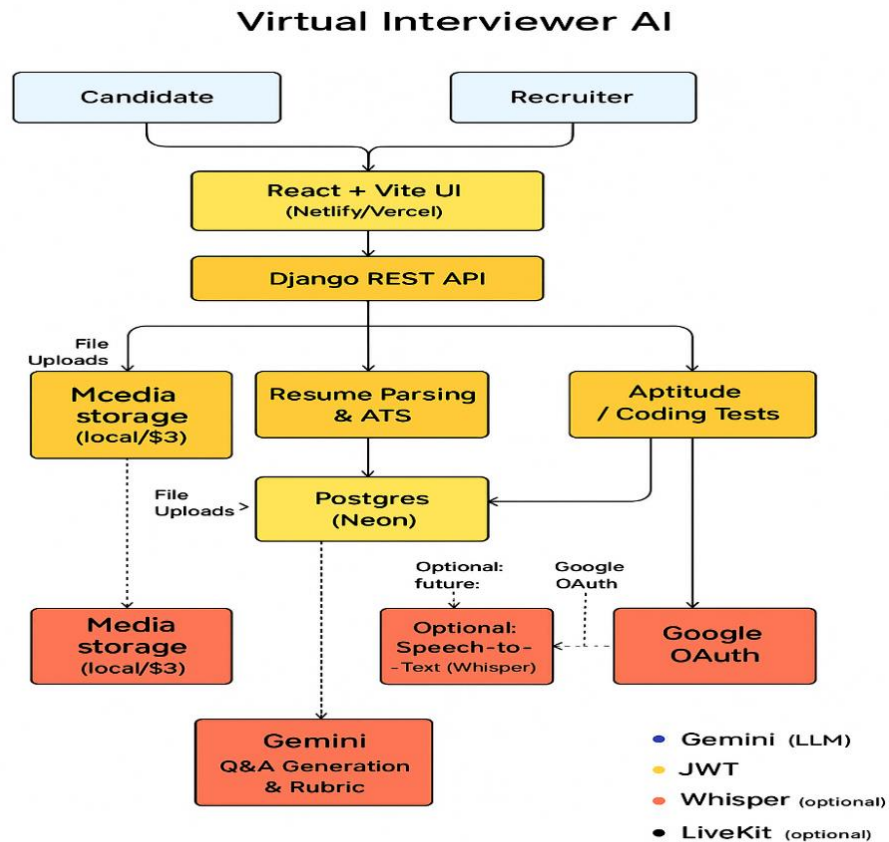 Virtual Interviewer AI
Candidate
Recruiter
React + Vite UI
(Netlify/Vercel)
Django REST API
File
Uploads
Mcedia
storage
(local/$3)
Resume Parsing
& ATS
Aptitude
/ Coding Tests
File
Uploads
Postgres
(Neon)
Optional:
future:
Google
OAuth
Media
storage
(local/$3)
Optional:
Speech-to-
-Text (Whisper)
Google
OAuth
Gemini
Q&A Generation
& Rubric
Gemini (LLM)
JWT
Whisper (optional)
LiveKit (optional)